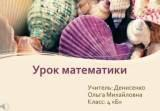 Урок математики
Учитель: Денисенко
Ольга Михайловна
Класс: 4 «Б»